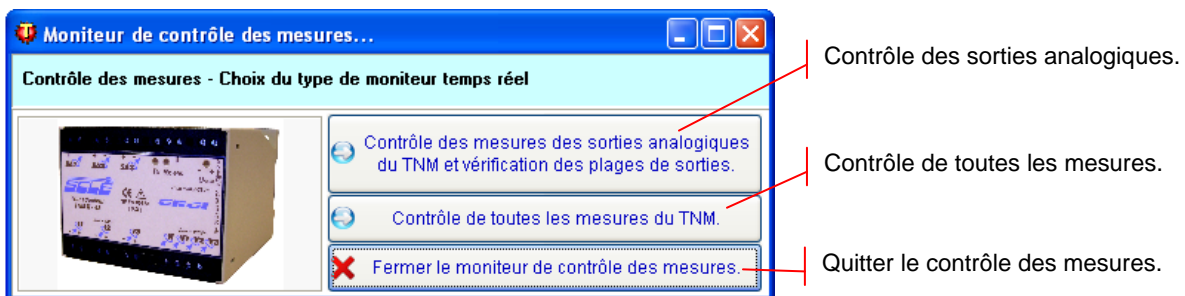 Moniteur de contrôle des mesures...
Contrôle des mesures - Choix du type de moniteur temps réel
Contrôle des mesures des sorties analogiques
du TNM et vérification des plages de sorties.
Contrôle de toutes les mesures du TNM.
Fermer le moniteur de contrôle des mesures.
Contrôle des sorties analogiques.
Contrôle de toutes les mesures.
Quitter le contrôle des mesures.